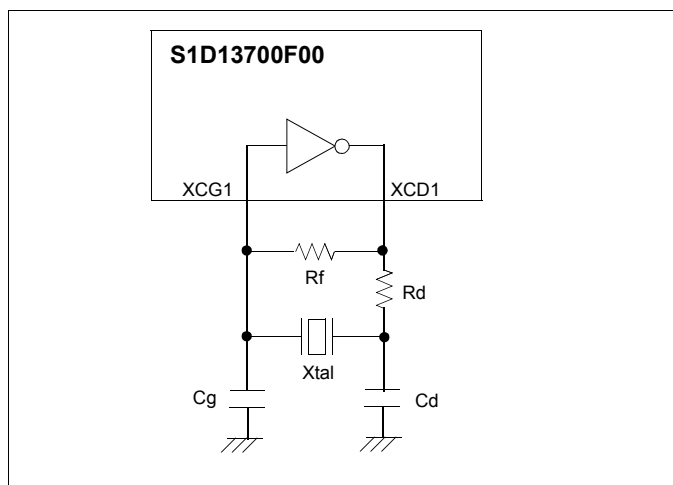 S1D13700F00
XCG1
XCD1
Rf
Rd
Xtal
Cg
Cd